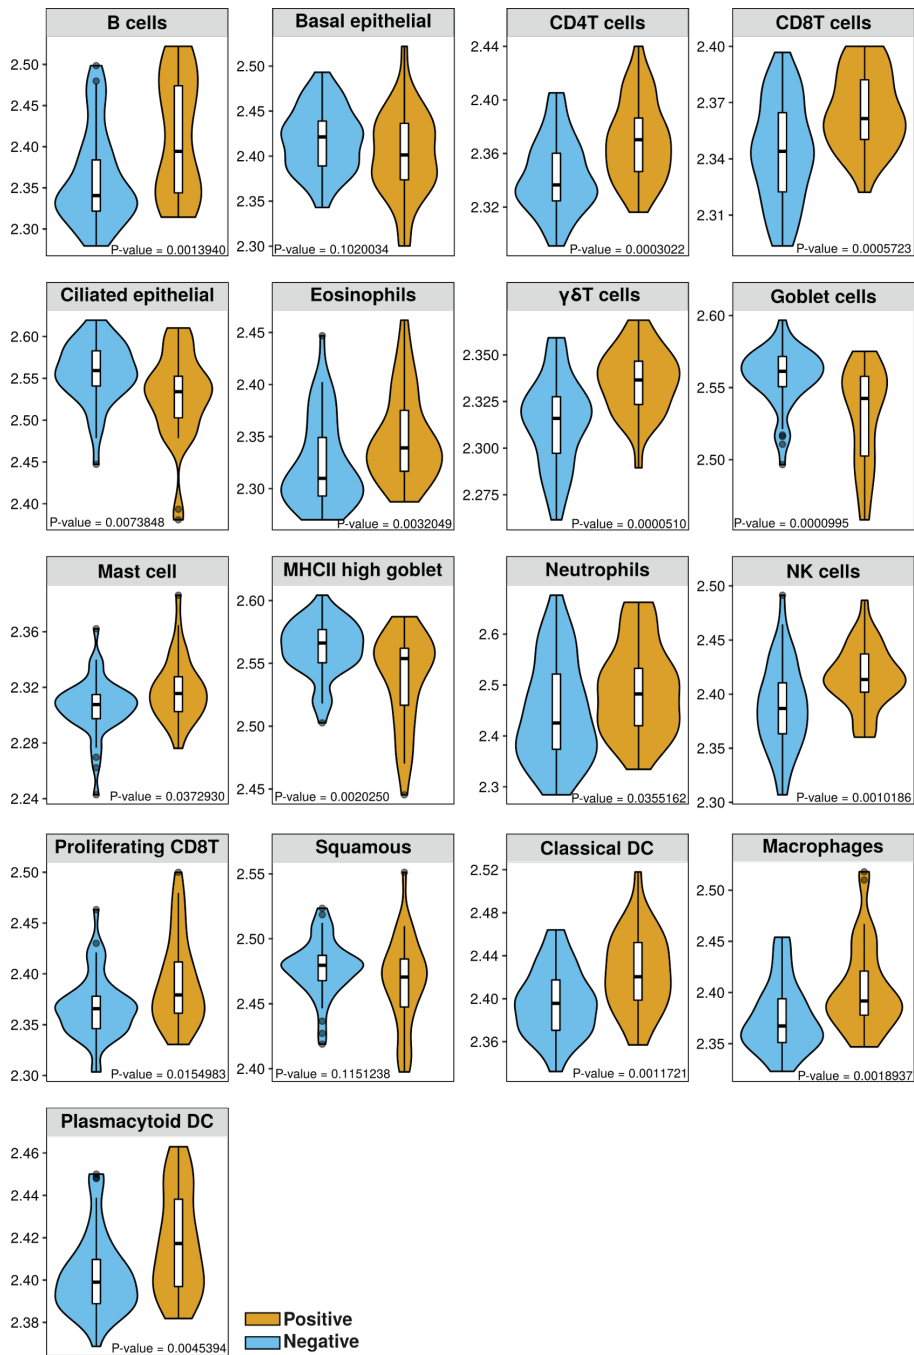 B cells
2.50
2.45
2.40
2.35
2.30
P-value = 0.0013940
Basal epithelial
2.50
2.45
2.40
2.35
2.30
P-value = 0.1020034
CD4T cells
2.44
2.40
2.36
2.32
P-value = 0.0003022
CD8T cells
2.40
2.36
2.34
2.31
P-value = 0.0005723
Ciliated epithelial
2.60
2.55
2.50
2.45
2.40
P-value = 0.0073848
Eosinophils
2.45
2.40
2.35
2.30
P-value = 0.0032049
γδT cells
2.350
2.325
2.300
2.275
P-value = 0.0000510
Goblet cells
2.60
2.55
2.50
P-value = 0.0000995
Mast cell
2.36
2.32
2.28
2.24
P-value = 0.0372930
MHCII high goblet
2.60
2.55
2.50
2.45
P-value = 0.0020250
Neutrophils
2.6
2.5
2.4
2.3
P-value = 0.0355162
NK cells
2.50
2.45
2.40
2.35
2.30
P-value = 0.0010186
Proliferating CD8T
2.50
2.45
2.40
2.35
2.30
P-value = 0.0154983
Squamous
2.55
2.50
2.45
2.40
P-value = 0.1151238
Classical DC
2.52
2.48
2.44
2.40
2.36
P-value = 0.0011721
Macrophages
2.50
2.45
2.40
2.35
P-value = 0.0018937
Plasmacytoid DC
2.46
2.44
2.42
2.40
2.38
P-value = 0.0045394
Positive
Negative